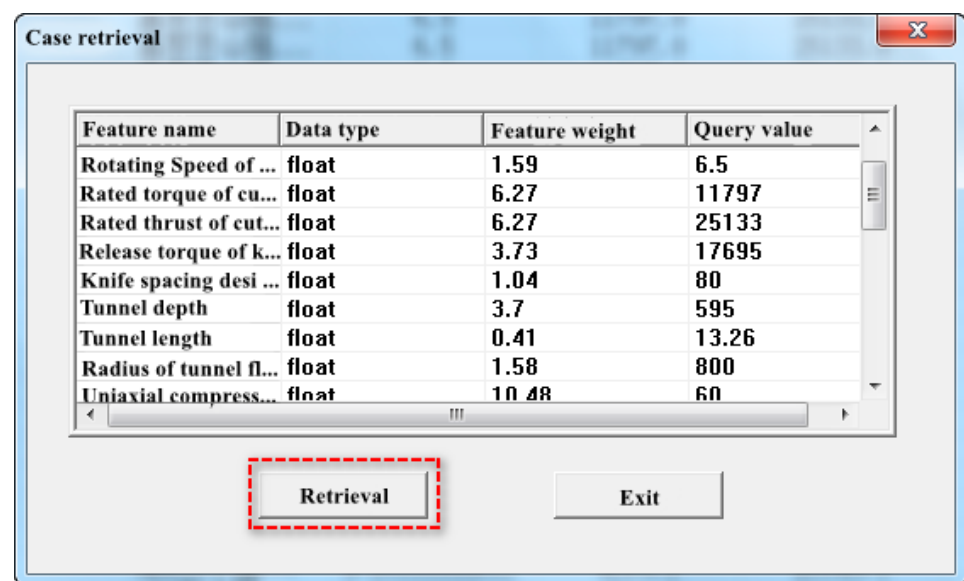 Case retrieval
Feature name Data type Feature weight Query value
Rotating Speed of ... float 1.59 6.5
Rated torque of cu... float 6.27 11797
Rated thrust of cut... float 6.27 25133
Release torque of k... float 3.73 17695
Knife spacing desi ... float 1.04 80
Tunnel depth float 3.7 595
Tunnel length float 0.41 13.26
Radius of tunnel fl... float 1.58 800
Uniaxial compress... float 10.48 60
Retrieval Exit